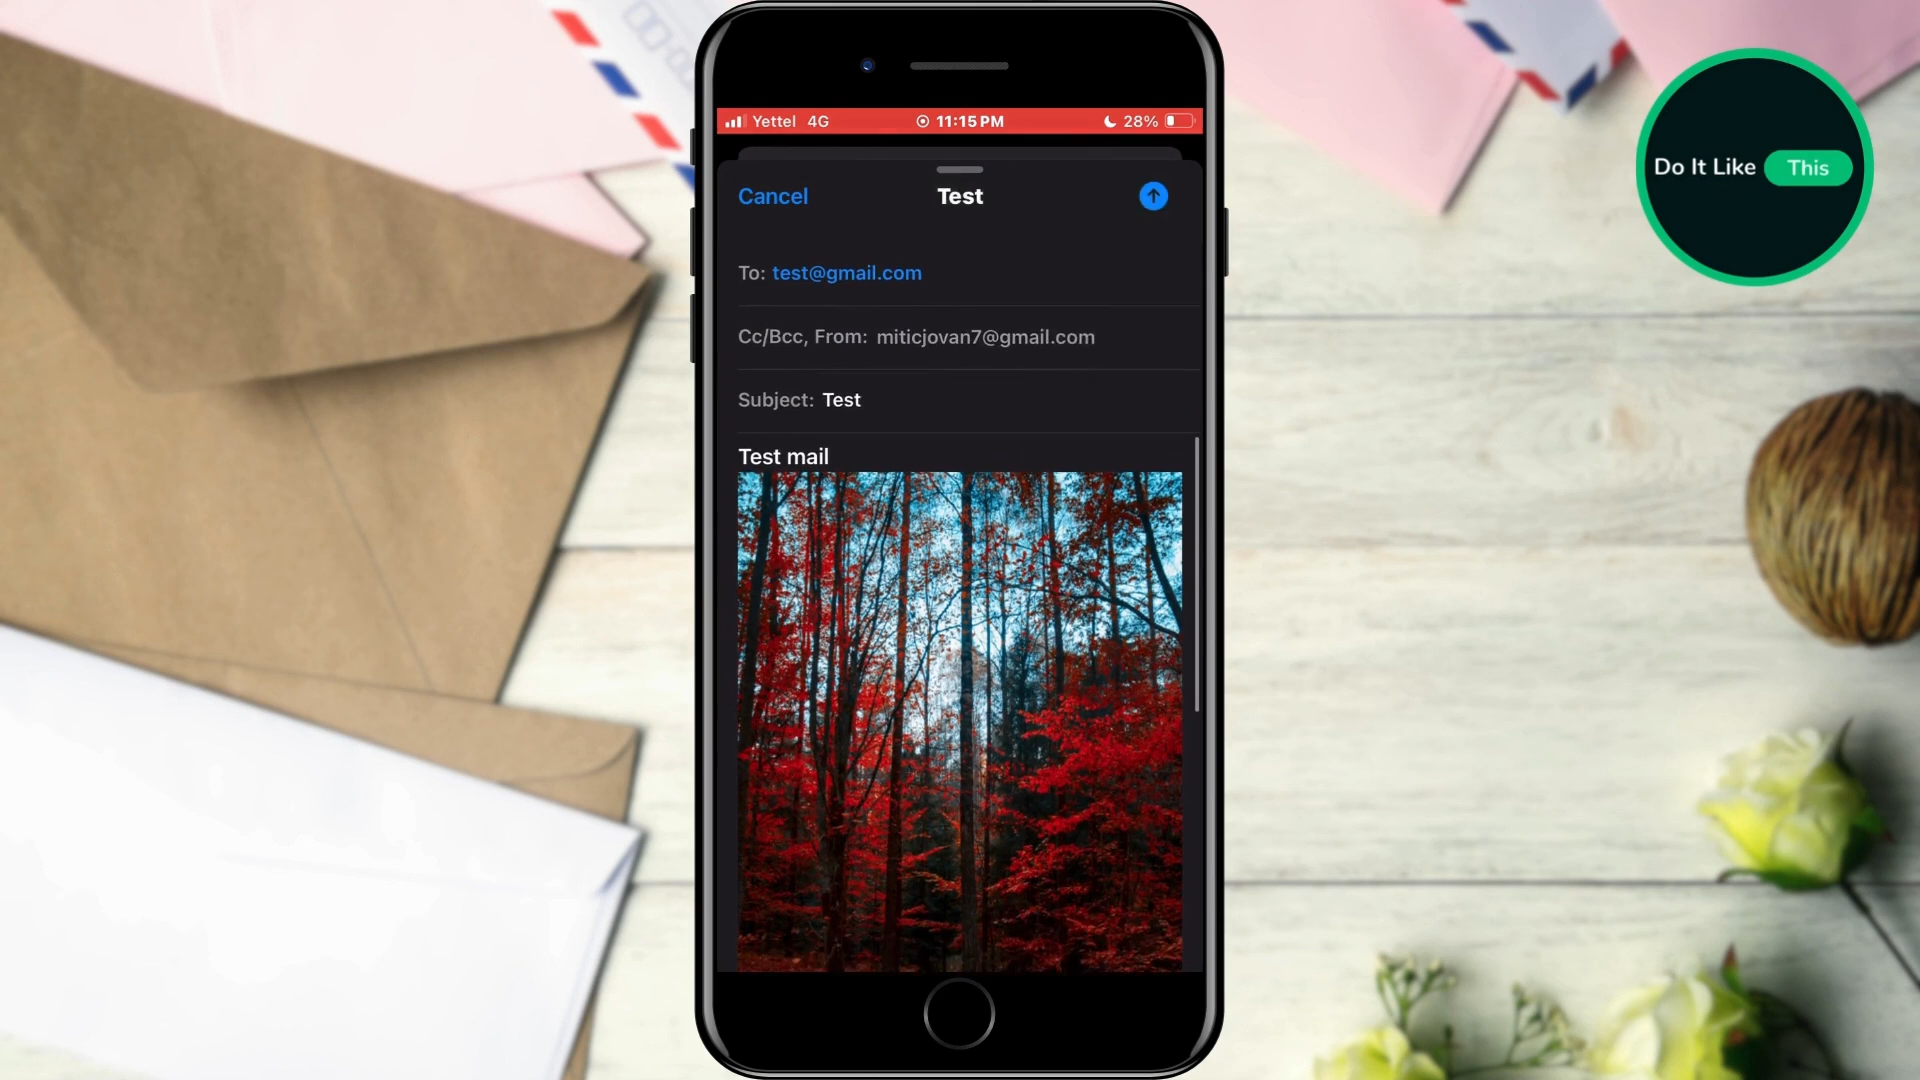 Yettel 4G 11:15 PM 28%
Cancel Test
To: test@gmail.com
Cc/Bcc, From: miticjovan7@gmail.com
Subject: Test
Test mail
Do It Like This